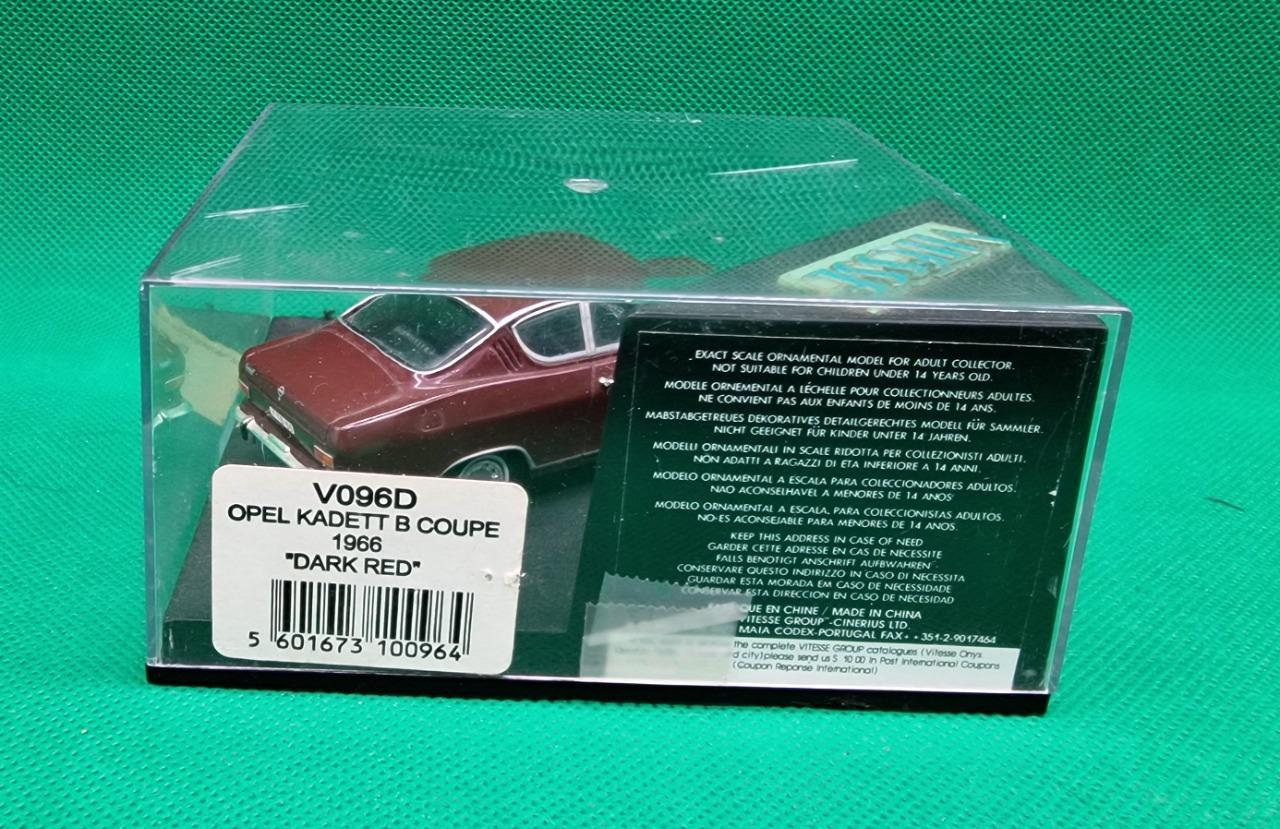 VITESSE
EXACT SCALE ORNAMENTAL MODEL FOR ADULT COLLECTOR.
NOT SUITABLE FOR CHILDREN UNDER 14 YEARS OLD.
MODELE ORNEMENTAL A LÉCHELLE POUR COLLECTIONNEURS ADULTES.
NE CONVIENT PAS AUX ENFANTS DE MOINS DE 14 ANS.
MABSTABGETREUES DEKORATIVES DETAILGERECHTES MODELL FÜR SAMMLER.
NICHT GEEIGNET FÜR KINDER UNTER 14 JAHREN.
MODELLI ORNAMENTALI IN SCALE RIDOTTA PER COLLEZIONISTI ADULTI.
NON ADATTI A RAGAZZI DI ETA INFERIORE A 14 ANNI.
MODELO ORNAMENTAL A ESCALA PARA COLECCIONADORES ADULTOS.
NAO ACONSELHAVEL A MENORES DE 14 ANOS
MODELO ORNAMENTAL A ESCALA, PARA COLECCIONISTAS ADULTOS.
NO-ES ACONSEJABLE PARA MENORES DE 14 ANOS.
KEEP THIS ADDRESS IN CASE OF NEED
GARDER CETTE ADRESSE EN CAS DE NECESSITE
FALLS BENOTIGT ANSCHRIFT AUFBWAHREN
CONSERVARE QUESTO INDIRIZZO IN CASO DI NECESSITA
GUARDAR ESTA MORADA EM CASO DE NECESSIDADE
CONSERVAR ESTA DIRECCION EN CASO DE NECESIDAD
QUE EN CHINE / MADE IN CHINA
VITESSE GROUP -CINERIUS LTD.
MAIA CODEX-PORTUGAL FAX++351-2-9017464
the complete VITESSE GROUP catalogues (Vitesse Onyx
d city) please send us $ 10 00 in Post International Coupons
(Coupon Reponse International)
V096D
OPEL KADETT B COUPE
1966
"DARK RED"
5 601673 100964